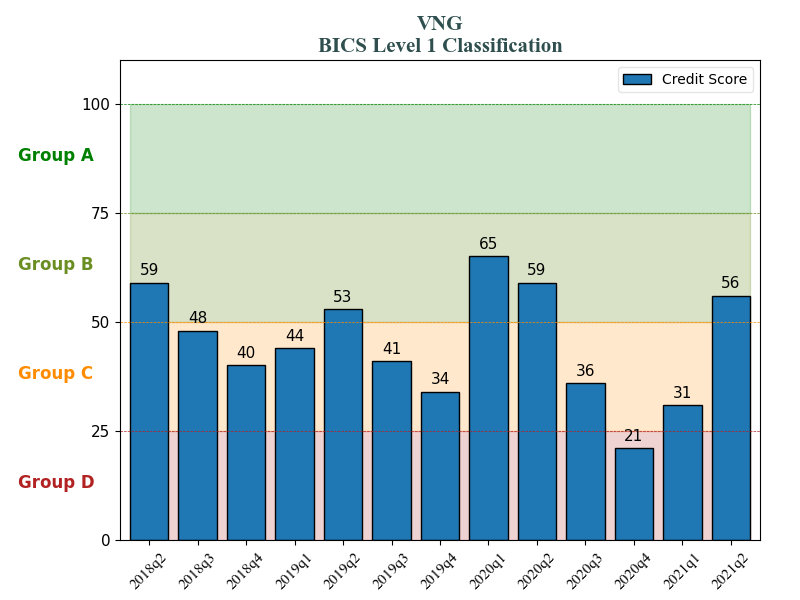 VNG
BICS Level 1 Classification
Credit Score
100
Group A
75
Group B
50
Group C
25
Group D
0
59
48
40
44
53
41
34
65
59
36
21
31
56
2018q2
2018q3
2018q4
2019q1
2019q2
2019q3
2019q4
2020q1
2020q2
2020q3
2020q4
2021q1
2021q2